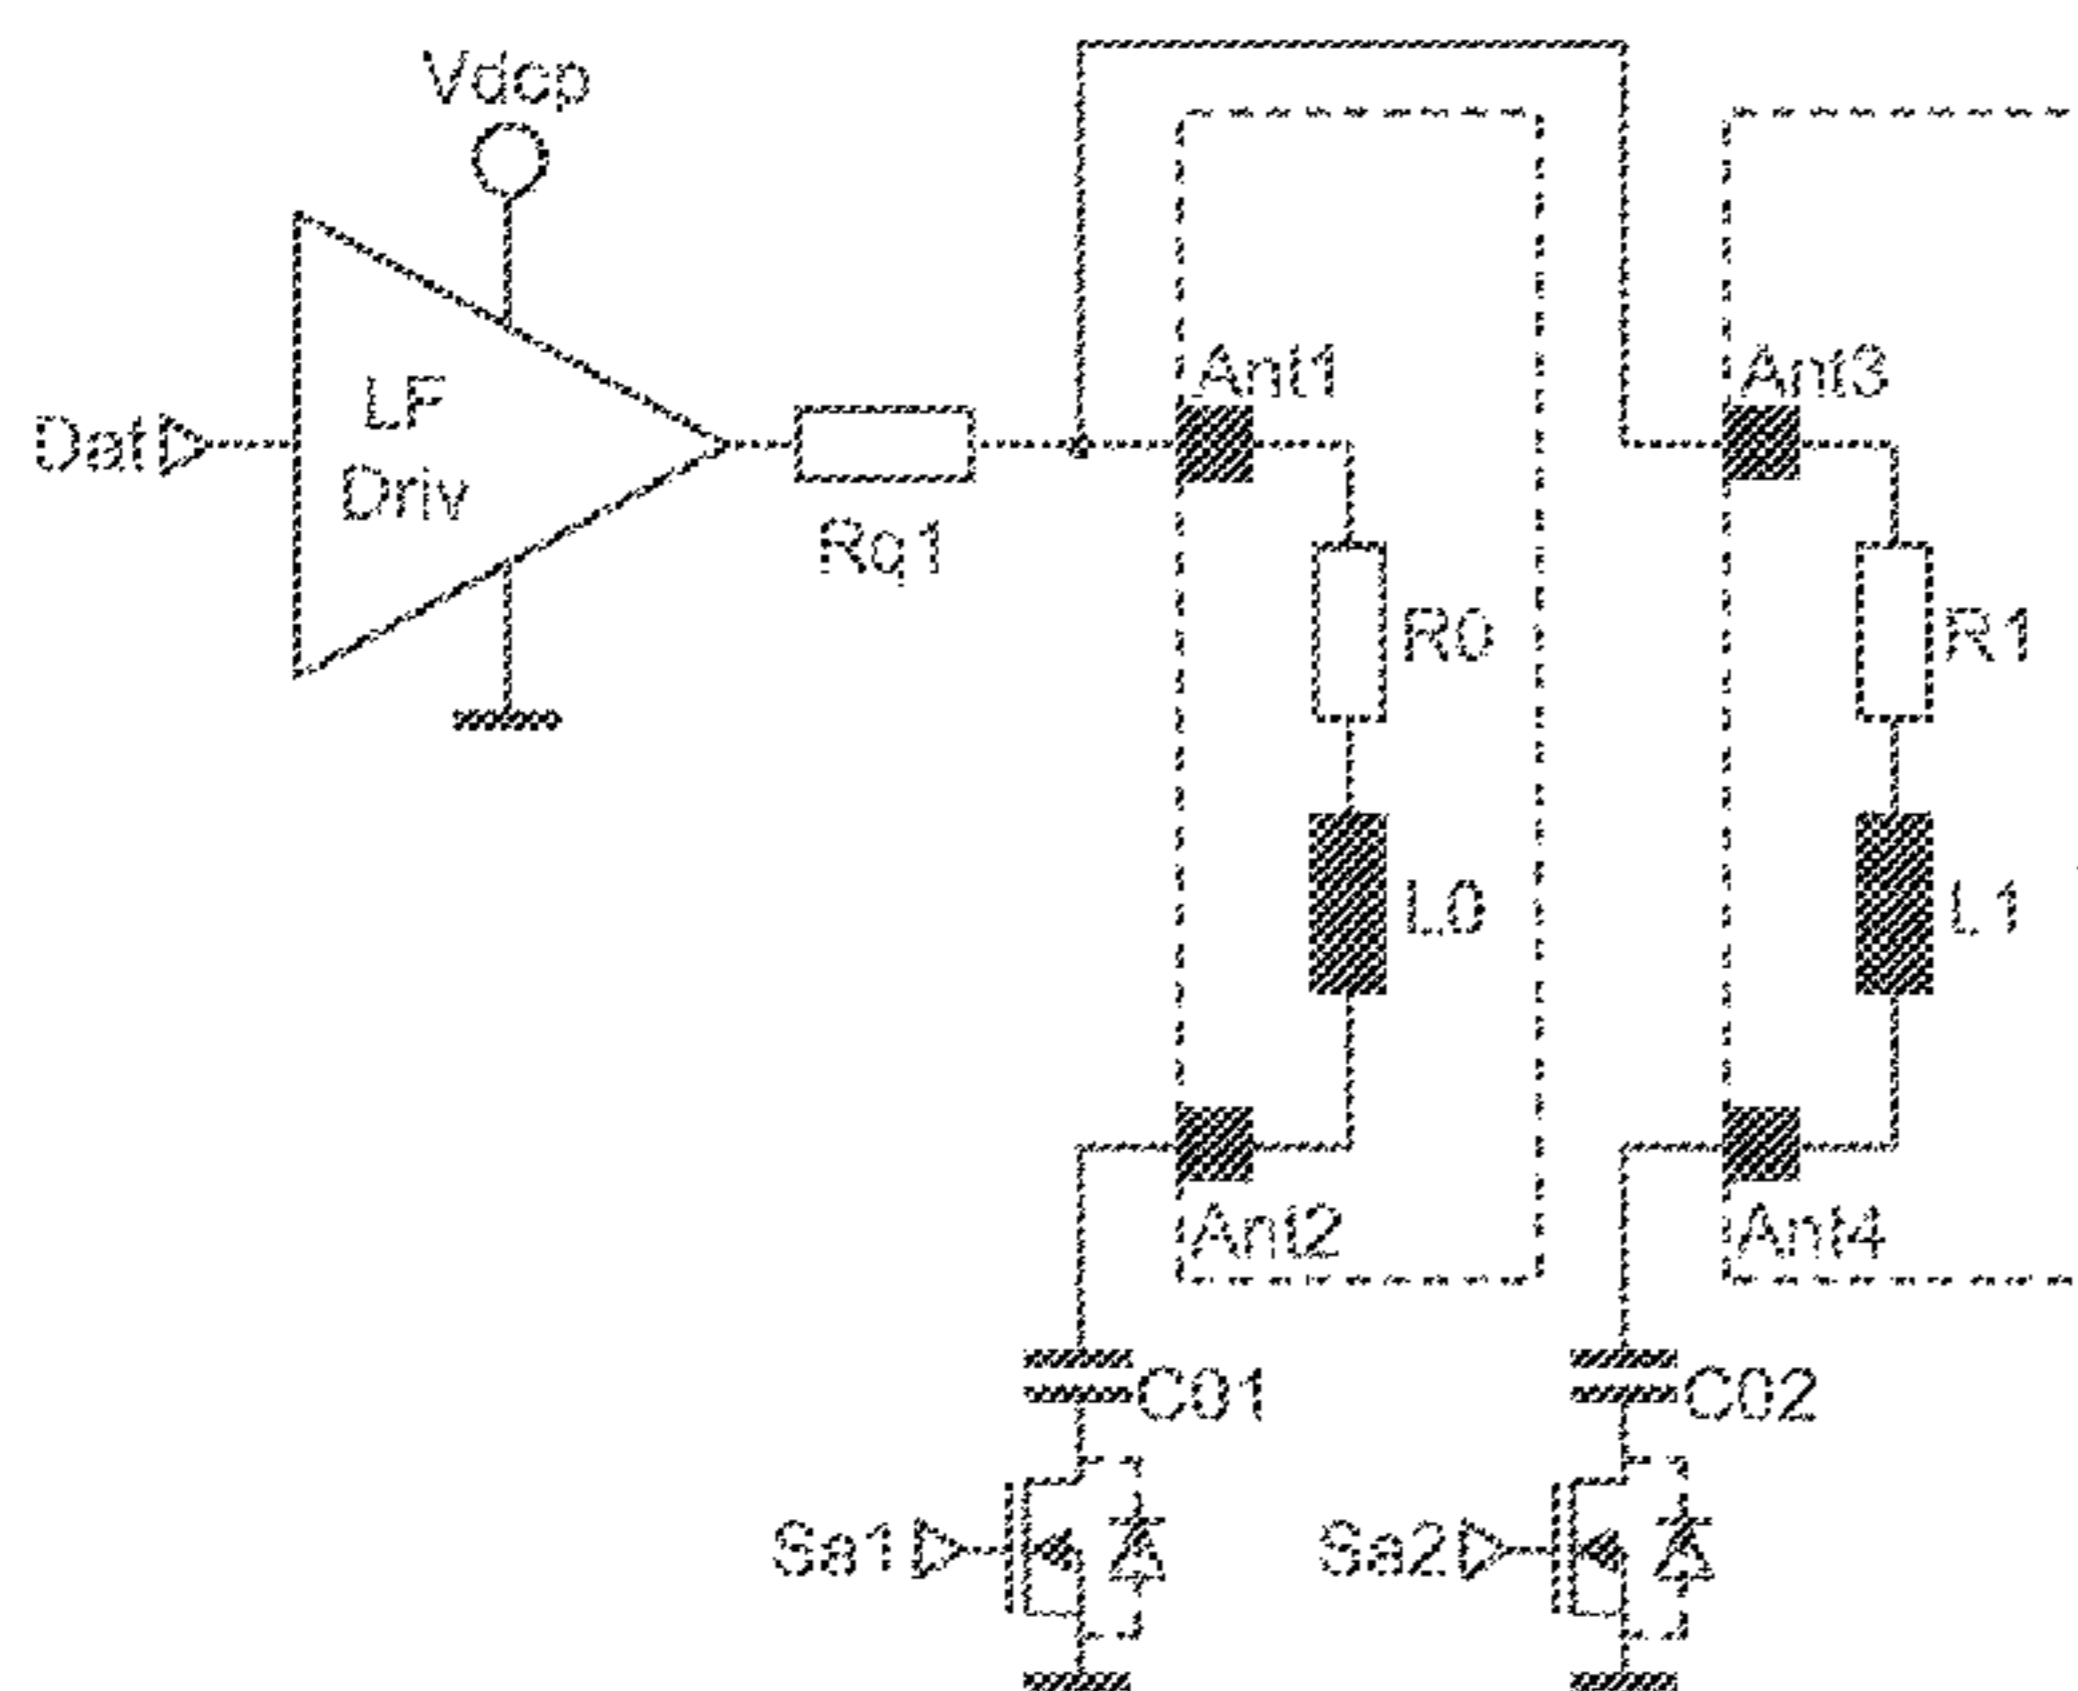 Vdcp
Ant1
Ant3
LF
Driv
Dat
Rq1
R0
R1
L0
L1
Ant2
Ant4
C01
C02
Sa1
Sa2